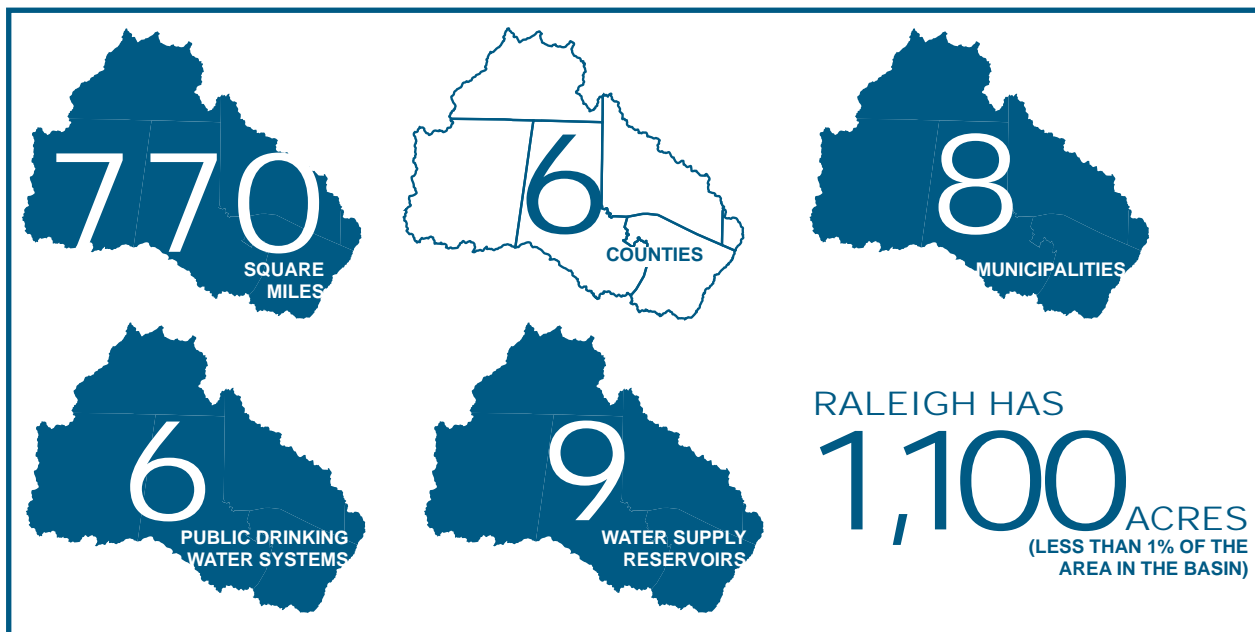 770
SQUARE
MILES
6
COUNTIES
8
MUNICIPALITIES
6
PUBLIC DRINKING
WATER SYSTEMS
9
WATER SUPPLY
RESERVOIRS
RALEIGH HAS
1,100
ACRES
(LESS THAN 1% OF THE
AREA IN THE BASIN)